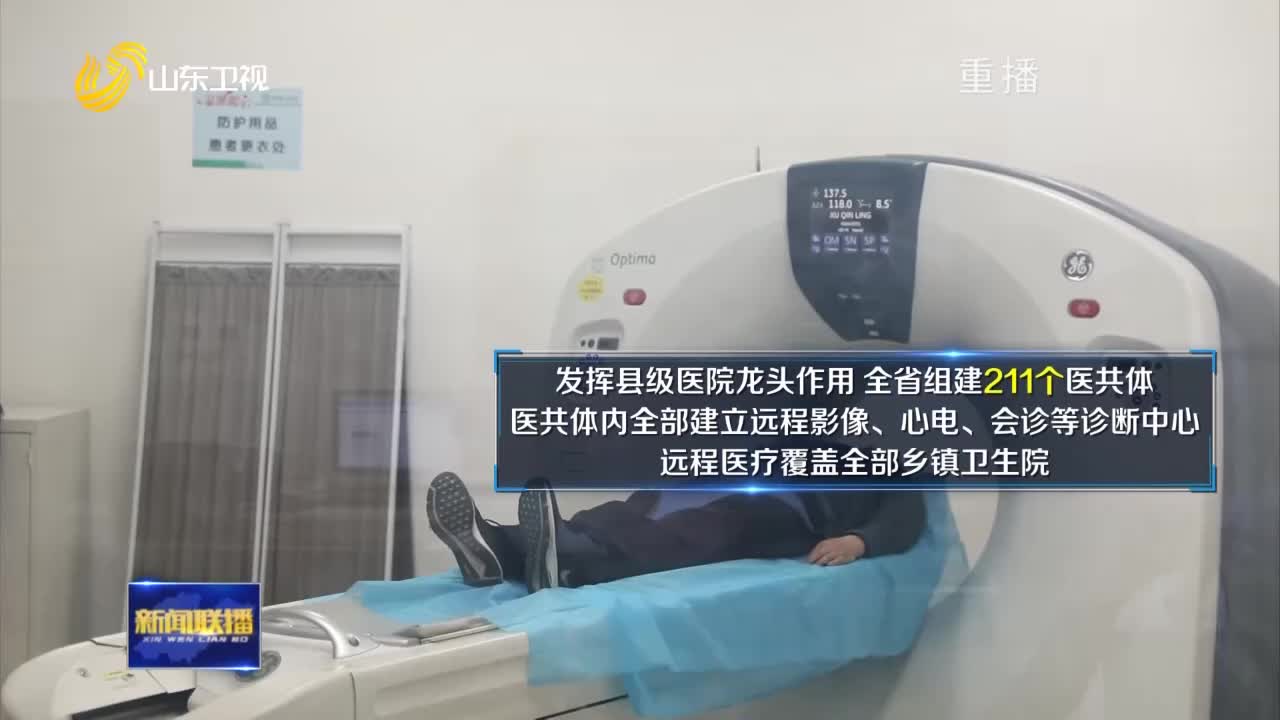 山东卫视
重播
防护用品
患者更衣处
137.5
118.0 8.5°
XU QIN LING
OM SN SP
Optima
GE
发挥县级医院龙头作用 全省组建211个医共体
医共体内全部建立远程影像、心电、会诊等诊断中心
远程医疗覆盖全部乡镇卫生院
新闻联播
XIN WEN LIAN BO